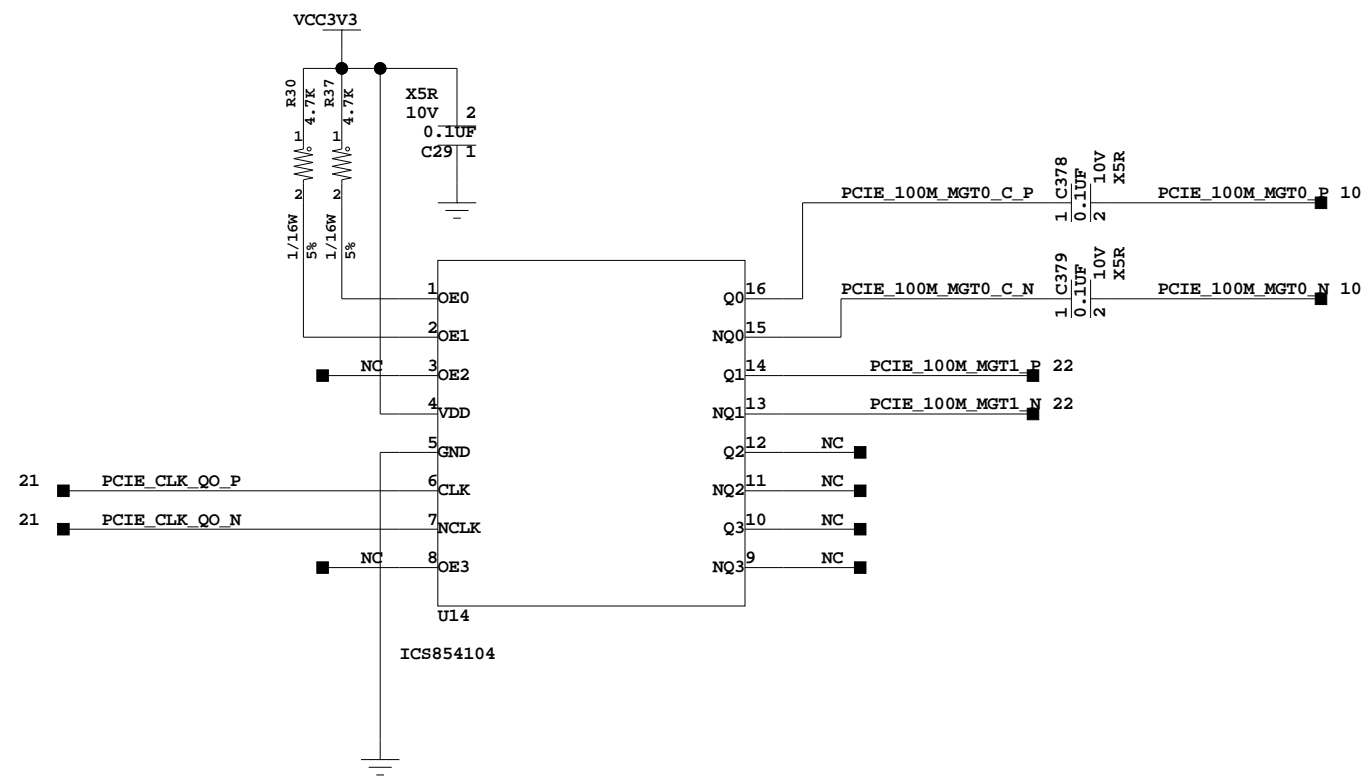 VCC3V3
R30
4.7K
R37
4.7K
X5R
10V 2
0.1UF
C29 1
1
1
2
2
1/16W
5%
1/16W
5%
1 C378
0.1UF
2
10V
X5R
PCIE_100M_MGT0_C_P
PCIE_100M_MGT0_P 10
1 C379
0.1UF
2
10V
X5R
PCIE_100M_MGT0_C_N
PCIE_100M_MGT0_N 10
1 OE0 Q0 16
2 OE1 NQ0 15
NC 3 OE2 Q1 14 PCIE_100M_MGT1_P 22
4 VDD NQ1 13 PCIE_100M_MGT1_N 22
5 GND Q2 12 NC
21 PCIE_CLK_QO_P 6 CLK NQ2 11 NC
21 PCIE_CLK_QO_N 7 NCLK Q3 10 NC
NC 8 OE3 NQ3 9 NC
U14
ICS854104